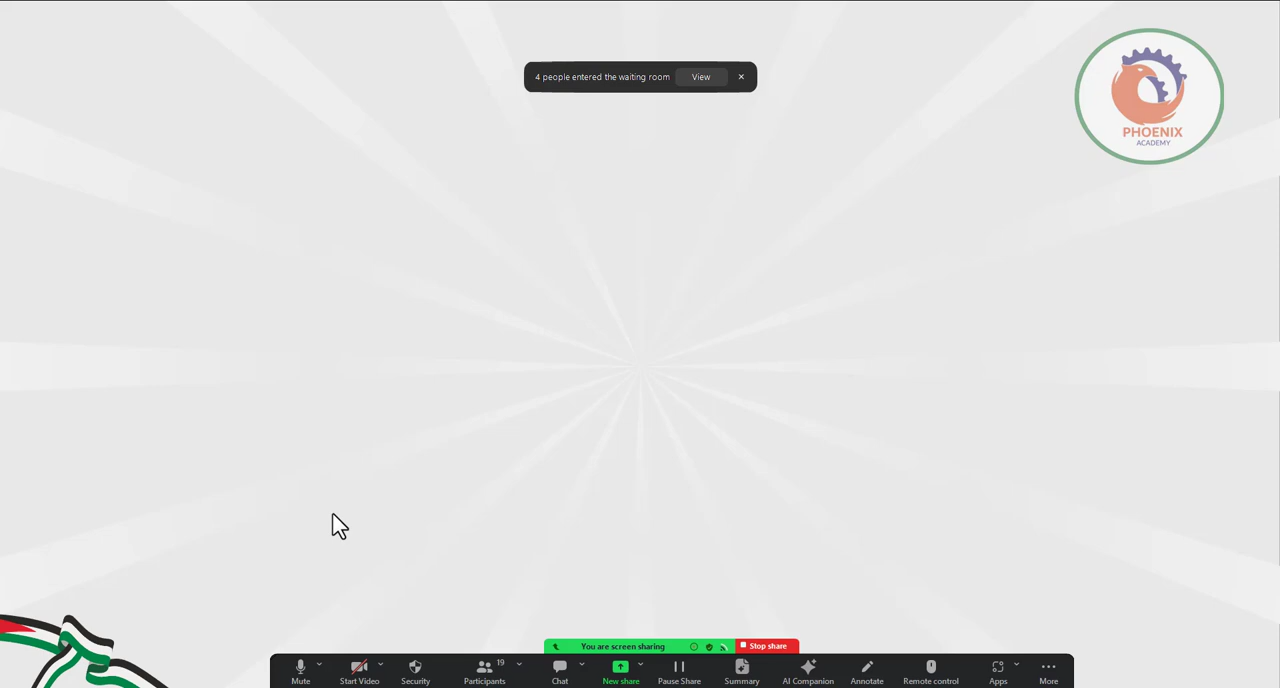 4 people entered the waiting room View
PHOENIX
ACADEMY
You are screen sharing Stop share
Mute Start Video Security Participants 19 Chat New share Pause Share Summary AI Companion Annotate Remote control Apps More